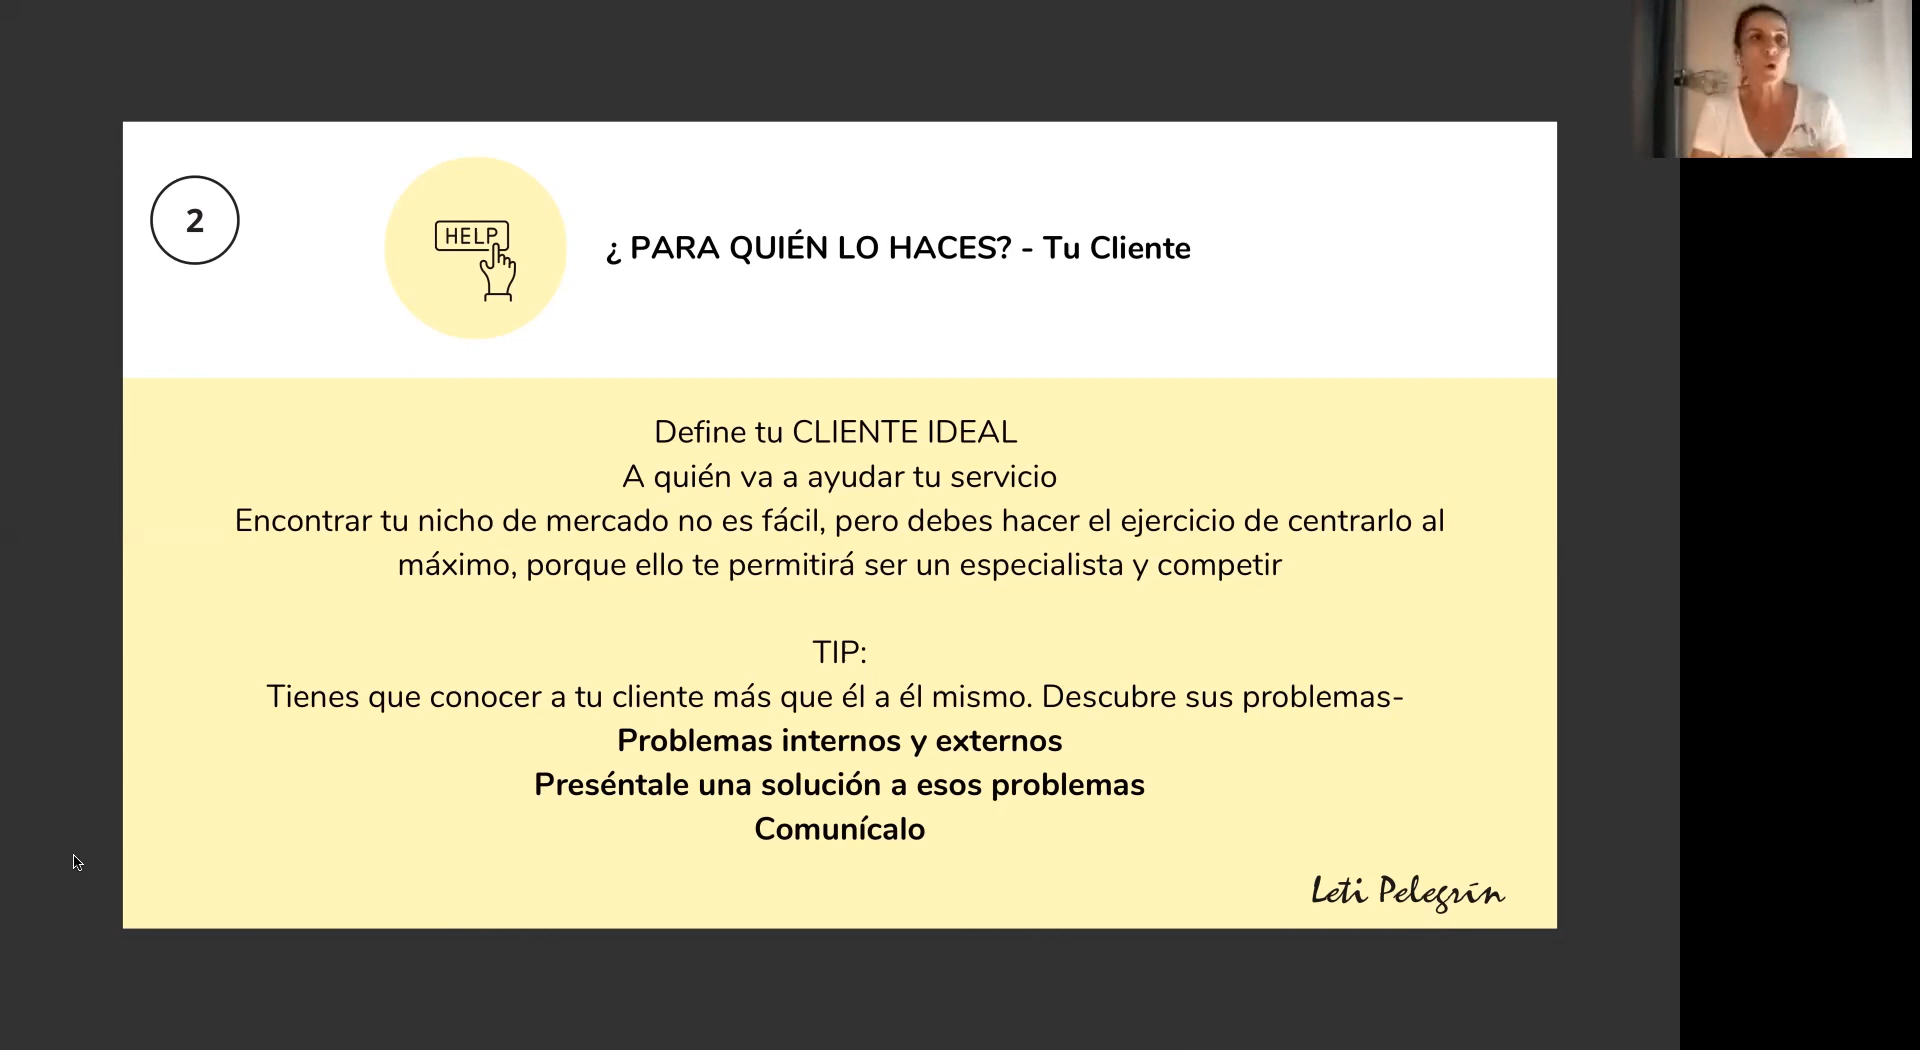 2
HELP
¿ PARA QUIÉN LO HACES? - Tu Cliente
Define tu CLIENTE IDEAL
A quién va a ayudar tu servicio
Encontrar tu nicho de mercado no es fácil, pero debes hacer el ejercicio de centrarlo al
máximo, porque ello te permitirá ser un especialista y competir
TIP:
Tienes que conocer a tu cliente más que él a él mismo. Descubre sus problemas-
Problemas internos y externos
Preséntale una solución a esos problemas
Comunícalo
Leti Pelegrín